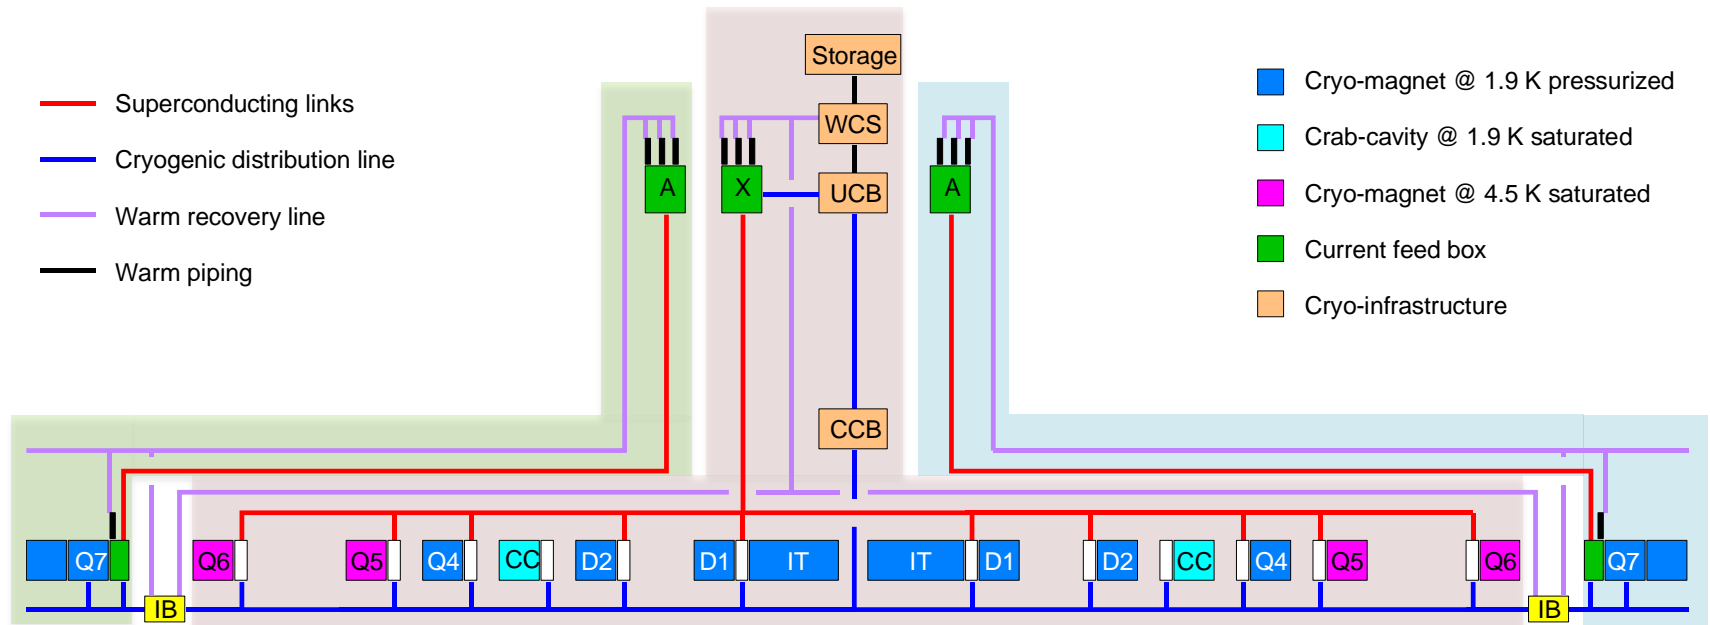 Superconducting links
Cryogenic distribution line
Warm recovery line
Warm piping
Storage
WCS
A
X
UCB
A
CCB
Cryo-magnet @ 1.9 K pressurized
Crab-cavity @ 1.9 K saturated
Cryo-magnet @ 4.5 K saturated
Current feed box
Cryo-infrastructure
Q7 Q6 Q5 Q4 CC D2 D1 IT IT D1 D2 CC Q4 Q5 Q6 Q7
IB IB